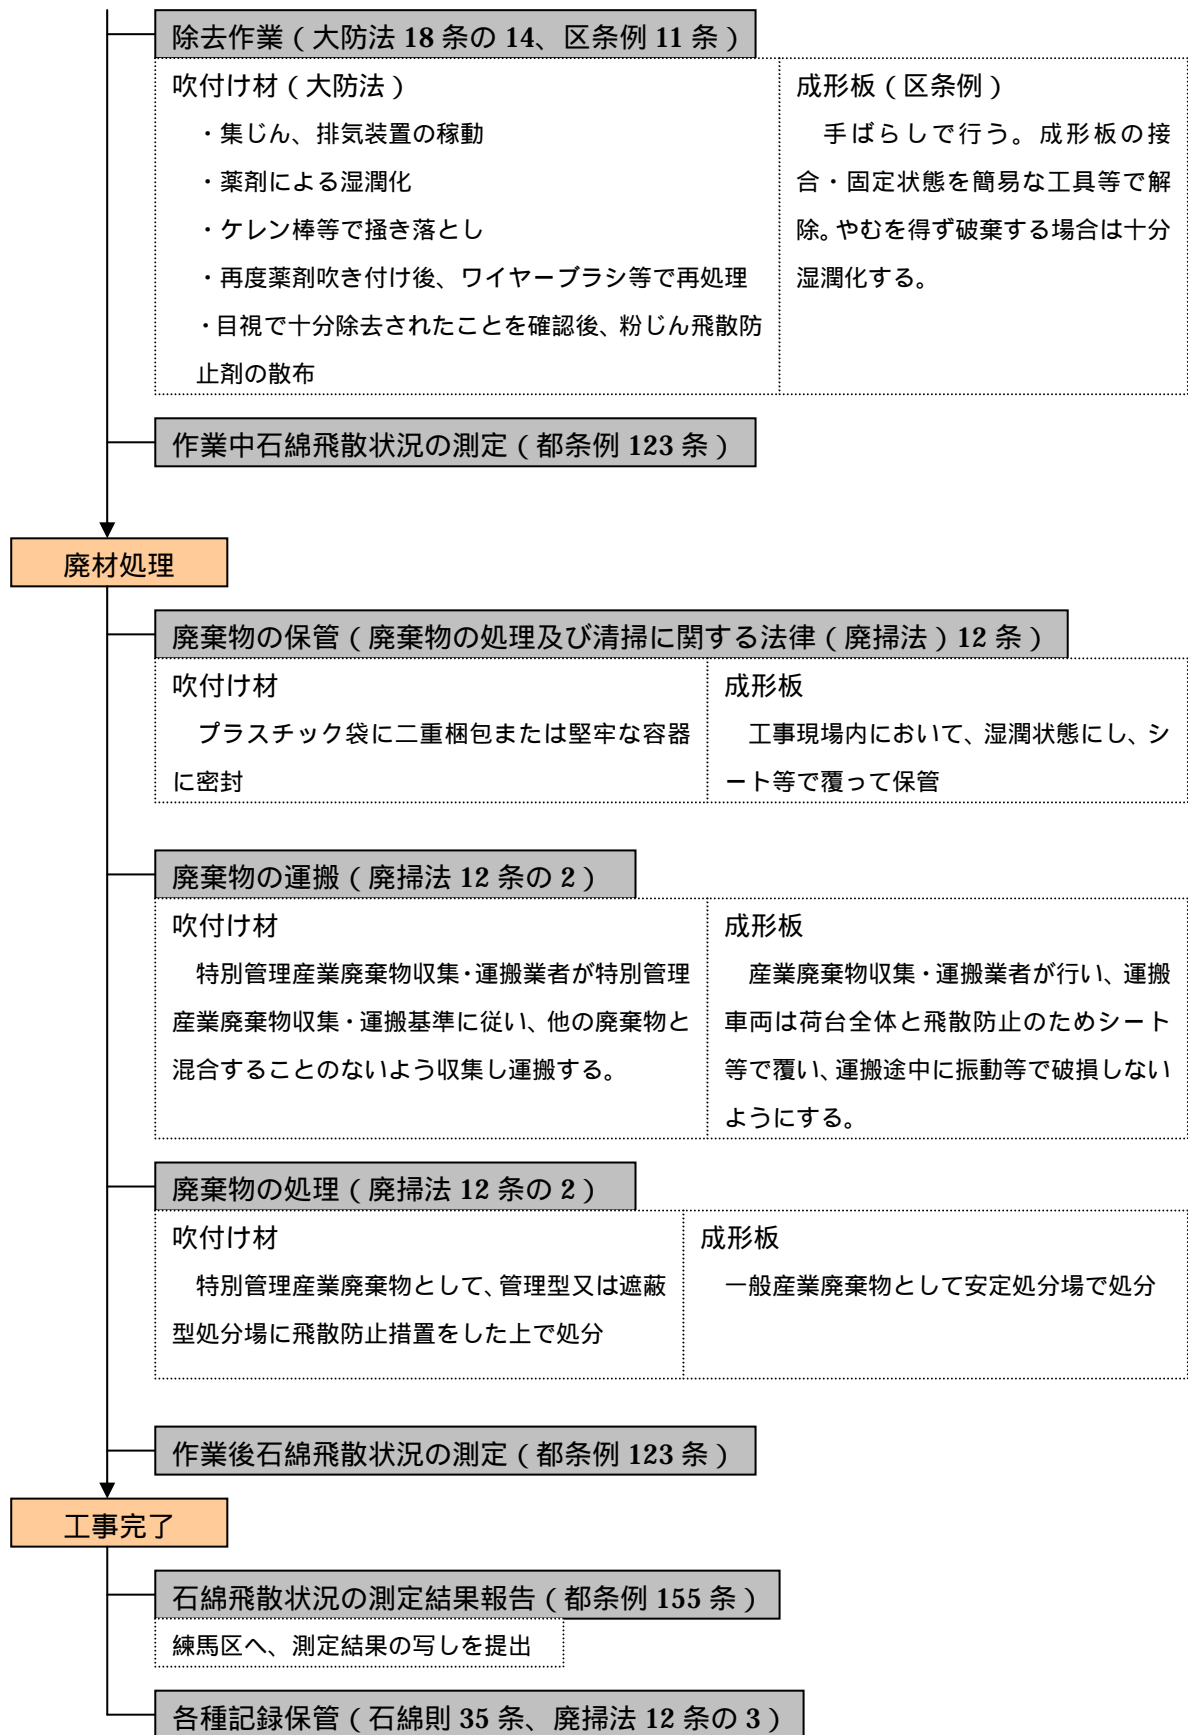 除去作業（大防法 18 条の 14、区条例 11 条）
吹付け材（大防法）
・集じん、排気装置の稼動
・薬剤による湿潤化
・ケレン棒等で掻き落とし
・再度薬剤吹き付け後、ワイヤーブラシ等で再処理
・目視で十分除去されたことを確認後、粉じん飛散防
止剤の散布
成形板（区条例）
手ばらしで行う。成形板の接
合・固定状態を簡易な工具等で解
除。やむを得ず破棄する場合は十分
湿潤化する。
作業中石綿飛散状況の測定（都条例 123 条）
廃材処理
廃棄物の保管（廃棄物の処理及び清掃に関する法律（廃掃法）12 条）
吹付け材
プラスチック袋に二重梱包または堅牢な容器
に密封
成形板
工事現場内において、湿潤状態にし、シ
ート等で覆って保管
廃棄物の運搬（廃掃法 12 条の 2）
吹付け材
特別管理産業廃棄物収集・運搬業者が特別管理
産業廃棄物収集・運搬基準に従い、他の廃棄物と
混合することのないよう収集し運搬する。
成形板
産業廃棄物収集・運搬業者が行い、運搬
車両は荷台全体と飛散防止のためシート
等で覆い、運搬途中に振動等で破損しない
ようにする。
廃棄物の処理（廃掃法 12 条の 2）
吹付け材
特別管理産業廃棄物として、管理型又は遮蔽
型処分場に飛散防止措置をした上で処分
成形板
一般産業廃棄物として安定処分場で処分
作業後石綿飛散状況の測定（都条例 123 条）
工事完了
石綿飛散状況の測定結果報告（都条例 155 条）
練馬区へ、測定結果の写しを提出
各種記録保管（石綿則 35 条、廃掃法 12 条の 3）